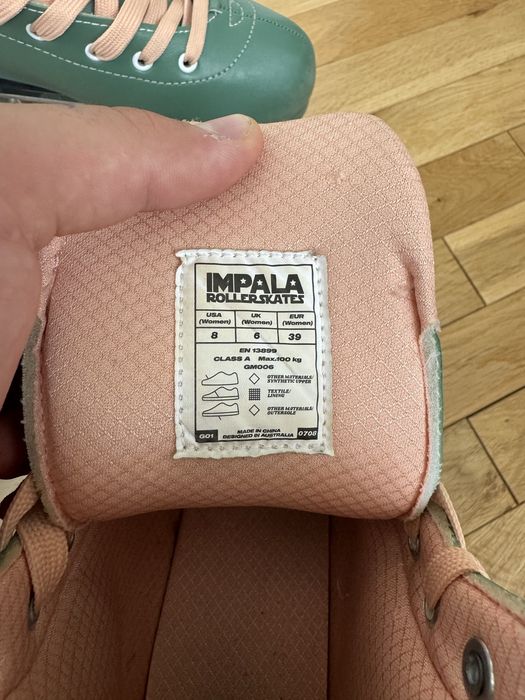 IMPALA
ROLLERSKATES
USA (Women) UK (Women) EUR (Women)
8 6 39
EN 13899
CLASS A Max.100 kg
GM006
OTHER MATERIALS/
SYNTHETIC UPPER
TEXTILE/
LINING
OTHER MATERIALS/
OUTERSOLE
MADE IN CHINA
G01 DESIGNED IN AUSTRALIA 0708